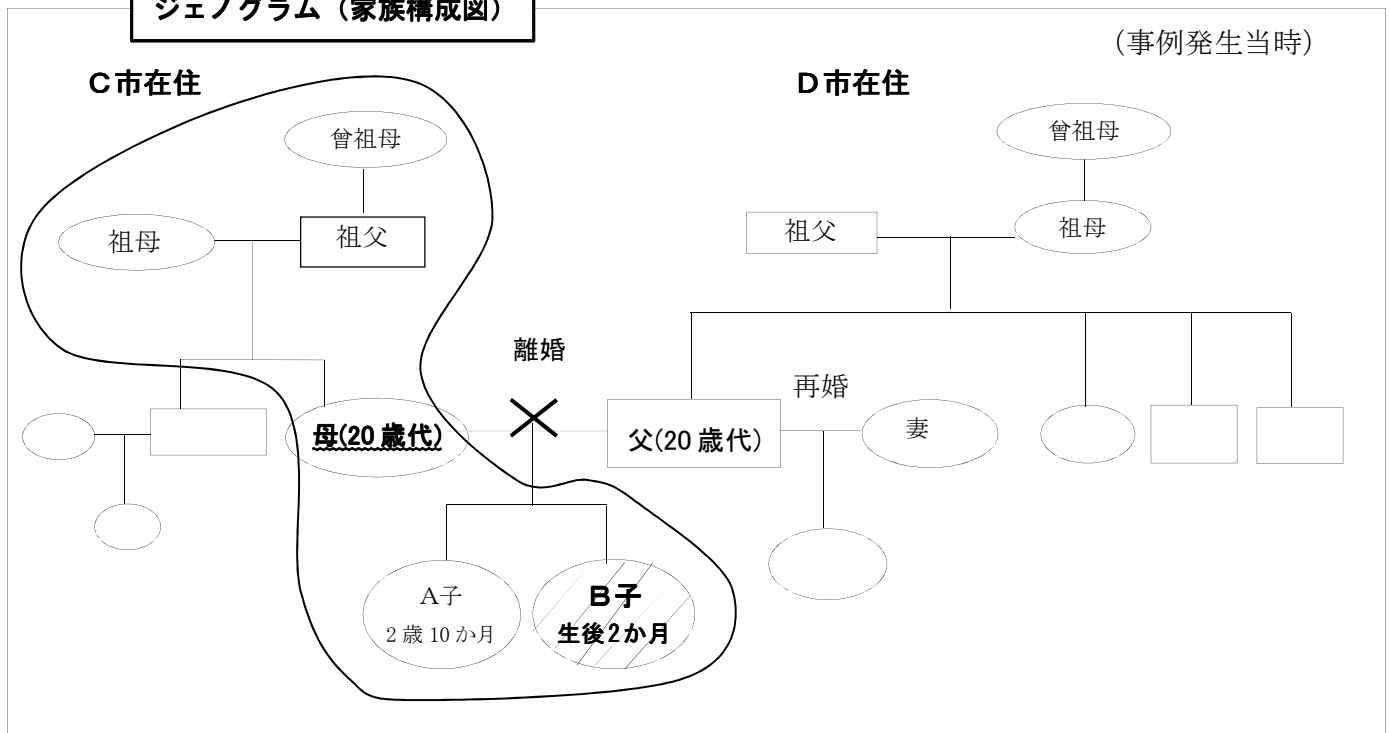 ジェノグラム（家族構成図）
（事例発生当時）
C市在住
D市在住
曾祖母
曾祖母
祖母
祖父
祖父
祖母
離婚
再婚
母(20歳代)
父(20歳代)
妻
A子
2歳10か月
B子
生後2か月